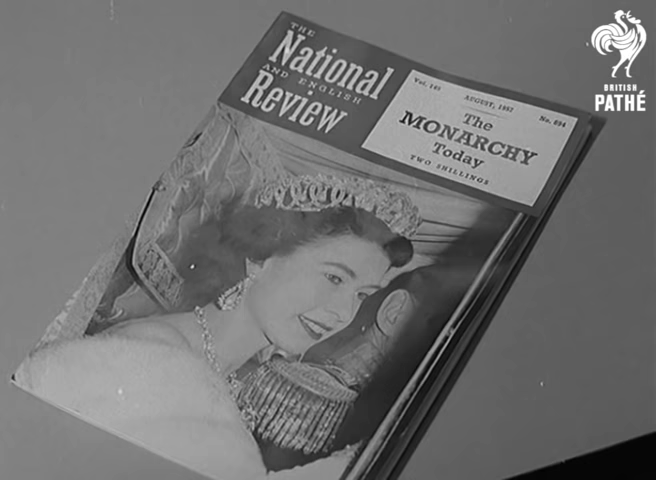 THE
National
AND ENGLISH
Review
Vol. 149
AUGUST, 1957
No. 894
The
MONARCHY
Today
TWO SHILLINGS
BRITISH
PATHÉ